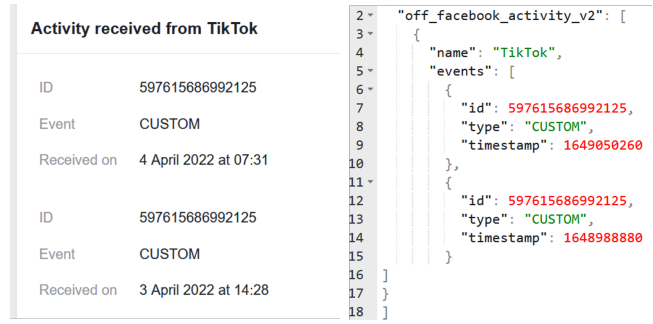 Activity received from TikTok
ID 597615686992125
Event CUSTOM
Received on 4 April 2022 at 07:31
ID 597615686992125
Event CUSTOM
Received on 3 April 2022 at 14:28
2 "off_facebook_activity_v2": [
3 {
4 "name": "TikTok",
5 "events": [
6 {
7 "id": 597615686992125,
8 "type": "CUSTOM",
9 "timestamp": 1649050260
10 },
11 {
12 "id": 597615686992125,
13 "type": "CUSTOM",
14 "timestamp": 1648988880
15 }
16 ]
17 }
18 ]